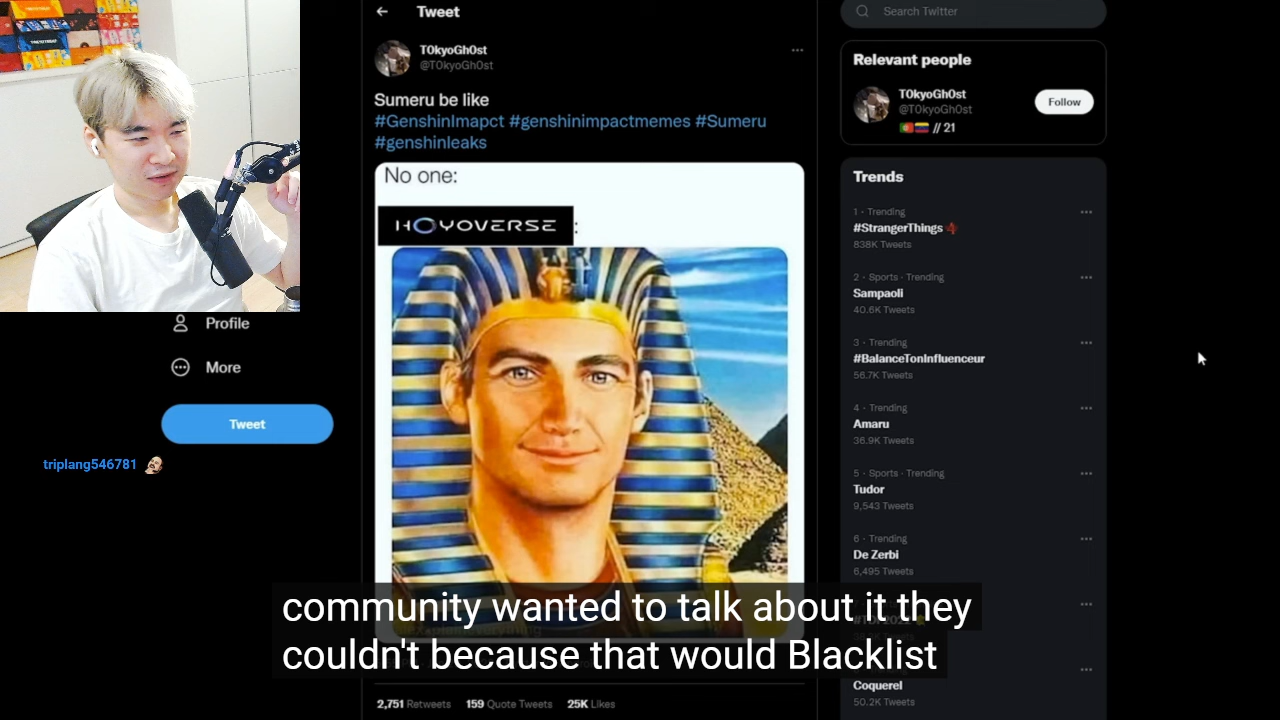 Tweet
T0kyoGh0st
@T0kyoGh0st
Sumeru be like
#GenshinImapct #genshinimpactmemes #Sumeru
#genshinleaks
No one:
HOYOVERSE :
2,751 Retweets 159 Quote Tweets 25K Likes
Profile
More
Tweet
triplang546781
Search Twitter
Relevant people
T0kyoGh0st
@T0kyoGh0st
Follow
// 21
Trends
1 · Trending
#StrangerThings
838K Tweets
2 · Sports · Trending
Sampaoli
40.6K Tweets
3 · Trending
#BalanceTonInfluenceur
56.7K Tweets
4 · Trending
Amaru
36.9K Tweets
5 · Sports · Trending
Tudor
9,543 Tweets
6 · Trending
De Zerbi
6,495 Tweets
Coquerel
50.2K Tweets
community wanted to talk about it they
couldn't because that would Blacklist